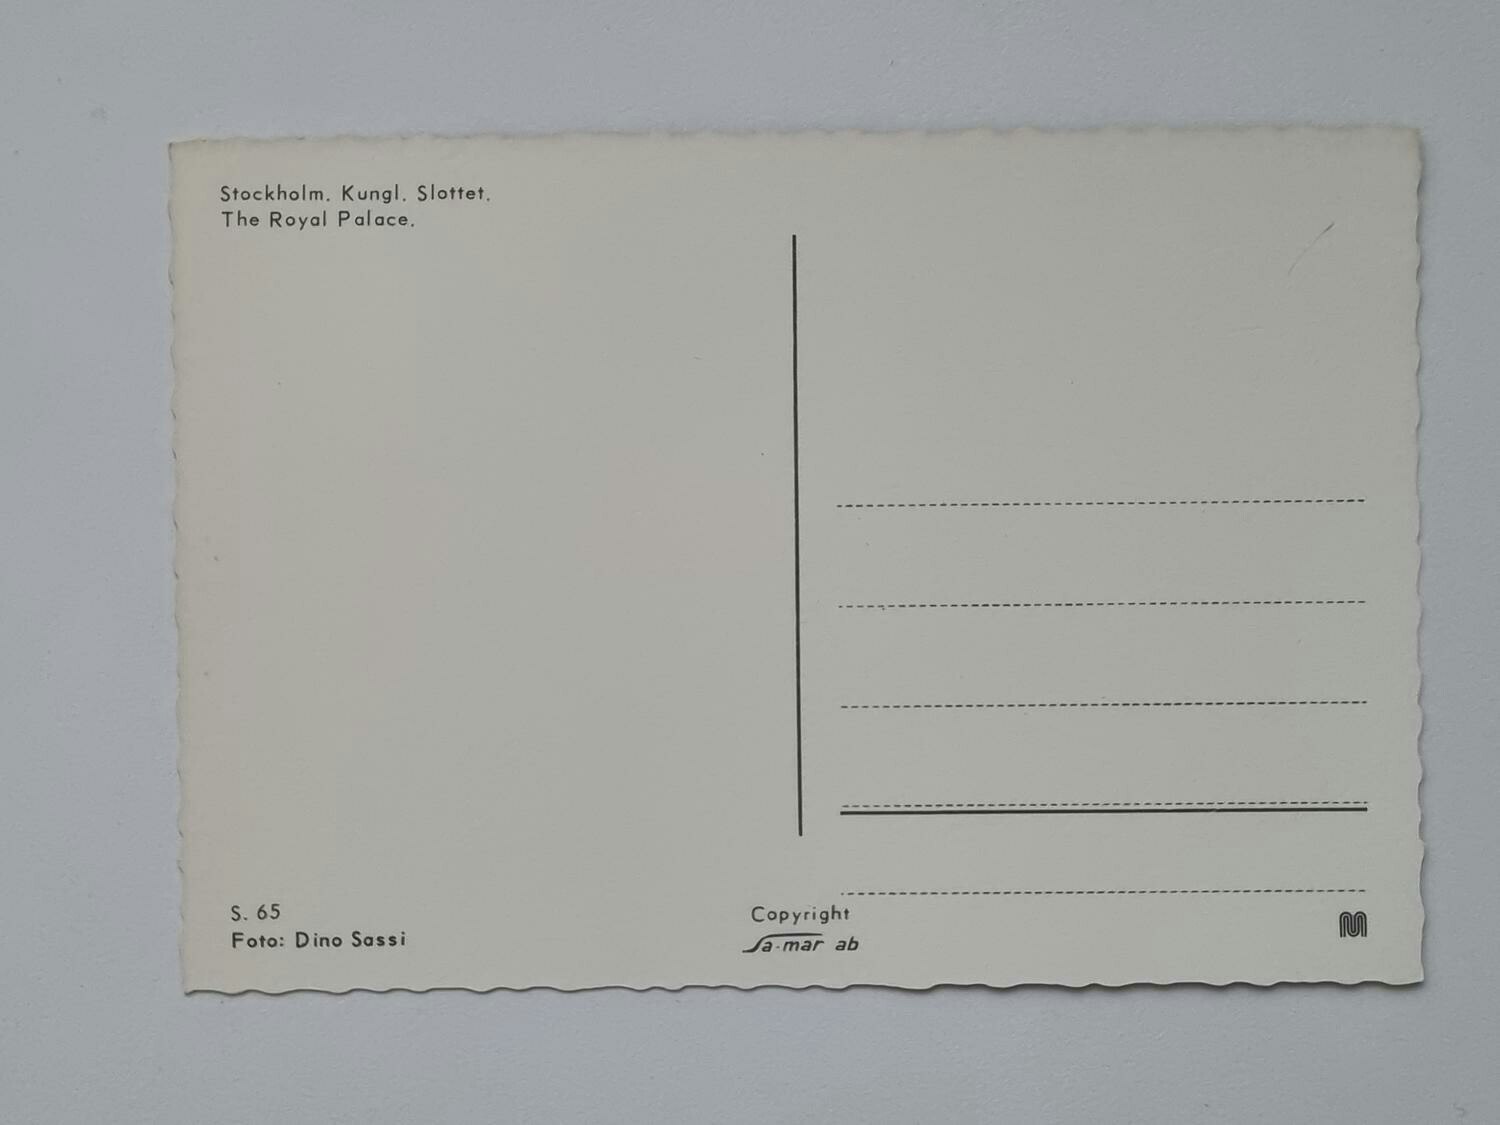 Stockholm. Kungl. Slottet.
The Royal Palace.
S. 65
Foto: Dino Sassi
Copyright
Sa-mar ab
M